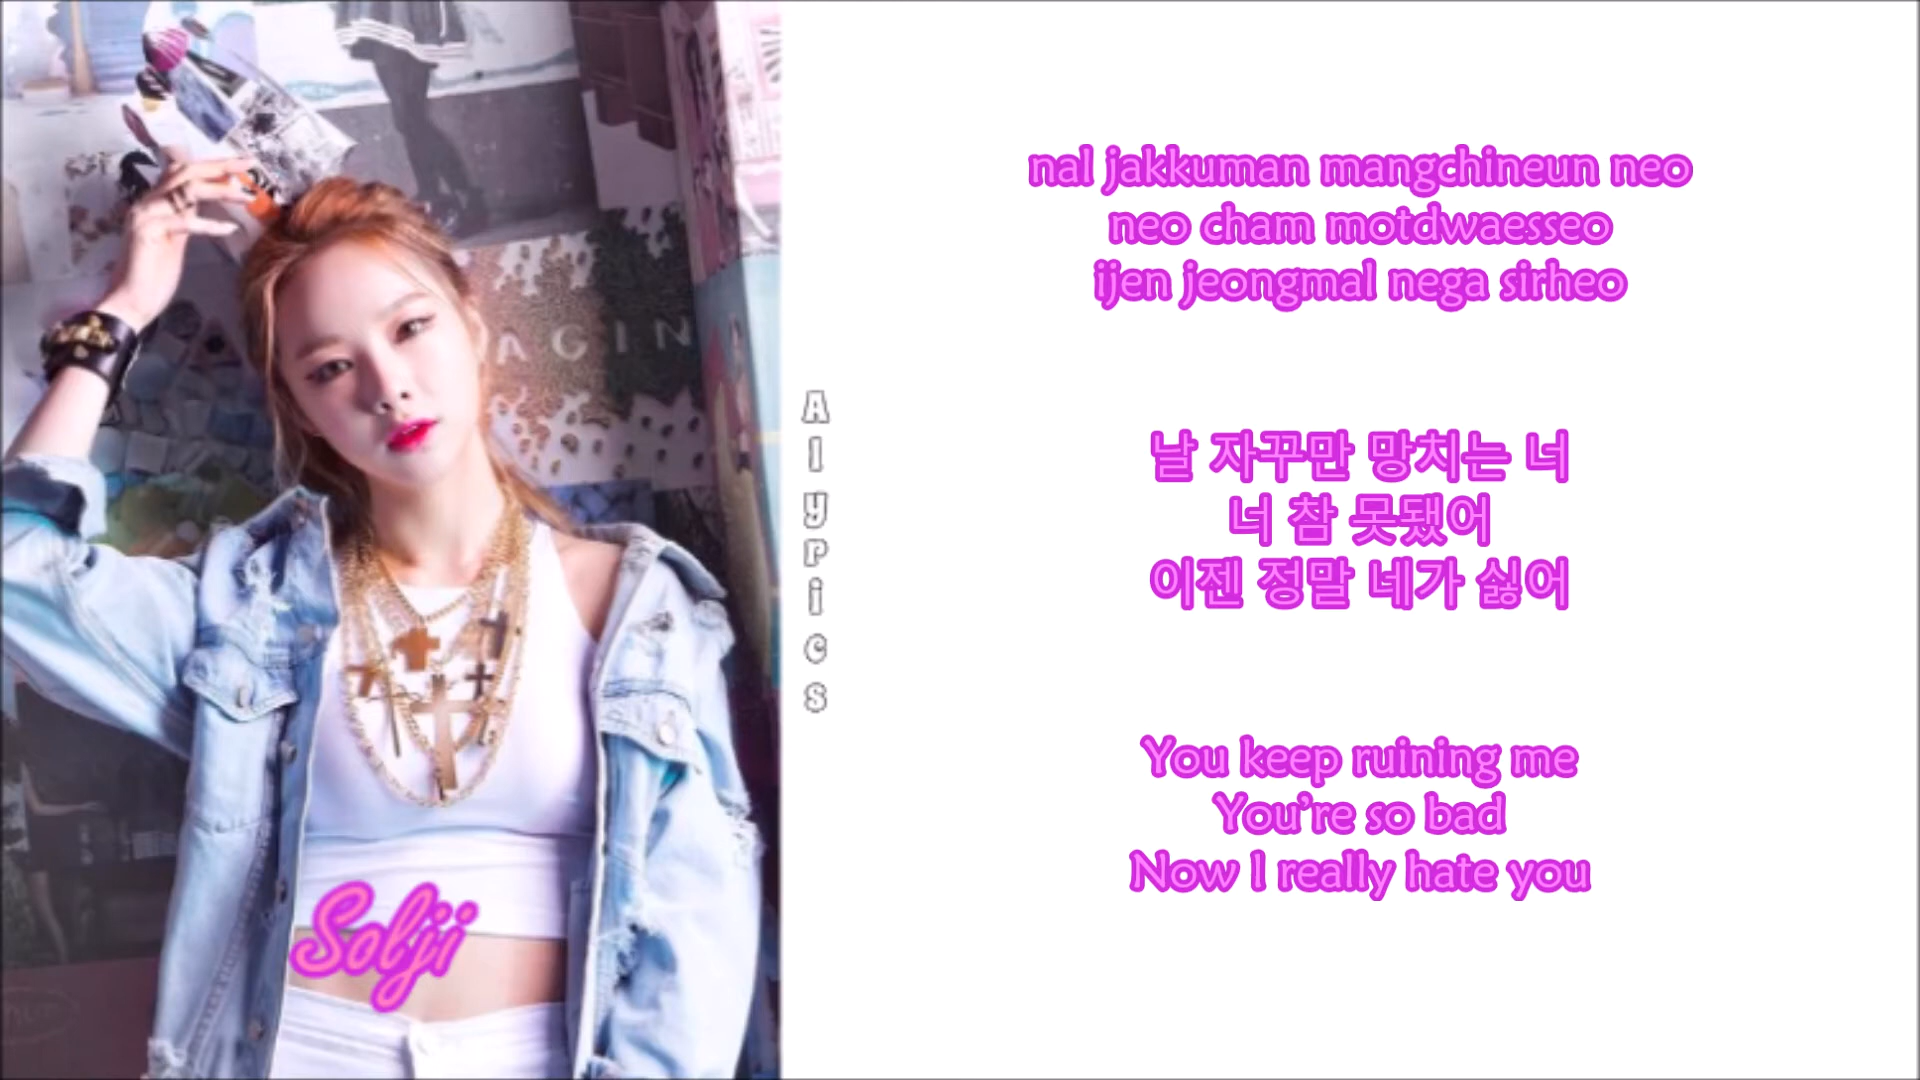 Solji
Alyrics
nal jakkuman mangchineun neo
neo cham motdwaesseo
ijen jeongmal nega sirheo
날 자꾸만 망치는 너
너 참 못됐어
이젠 정말 네가 싫어
You keep ruining me
You’re so bad
Now I really hate you